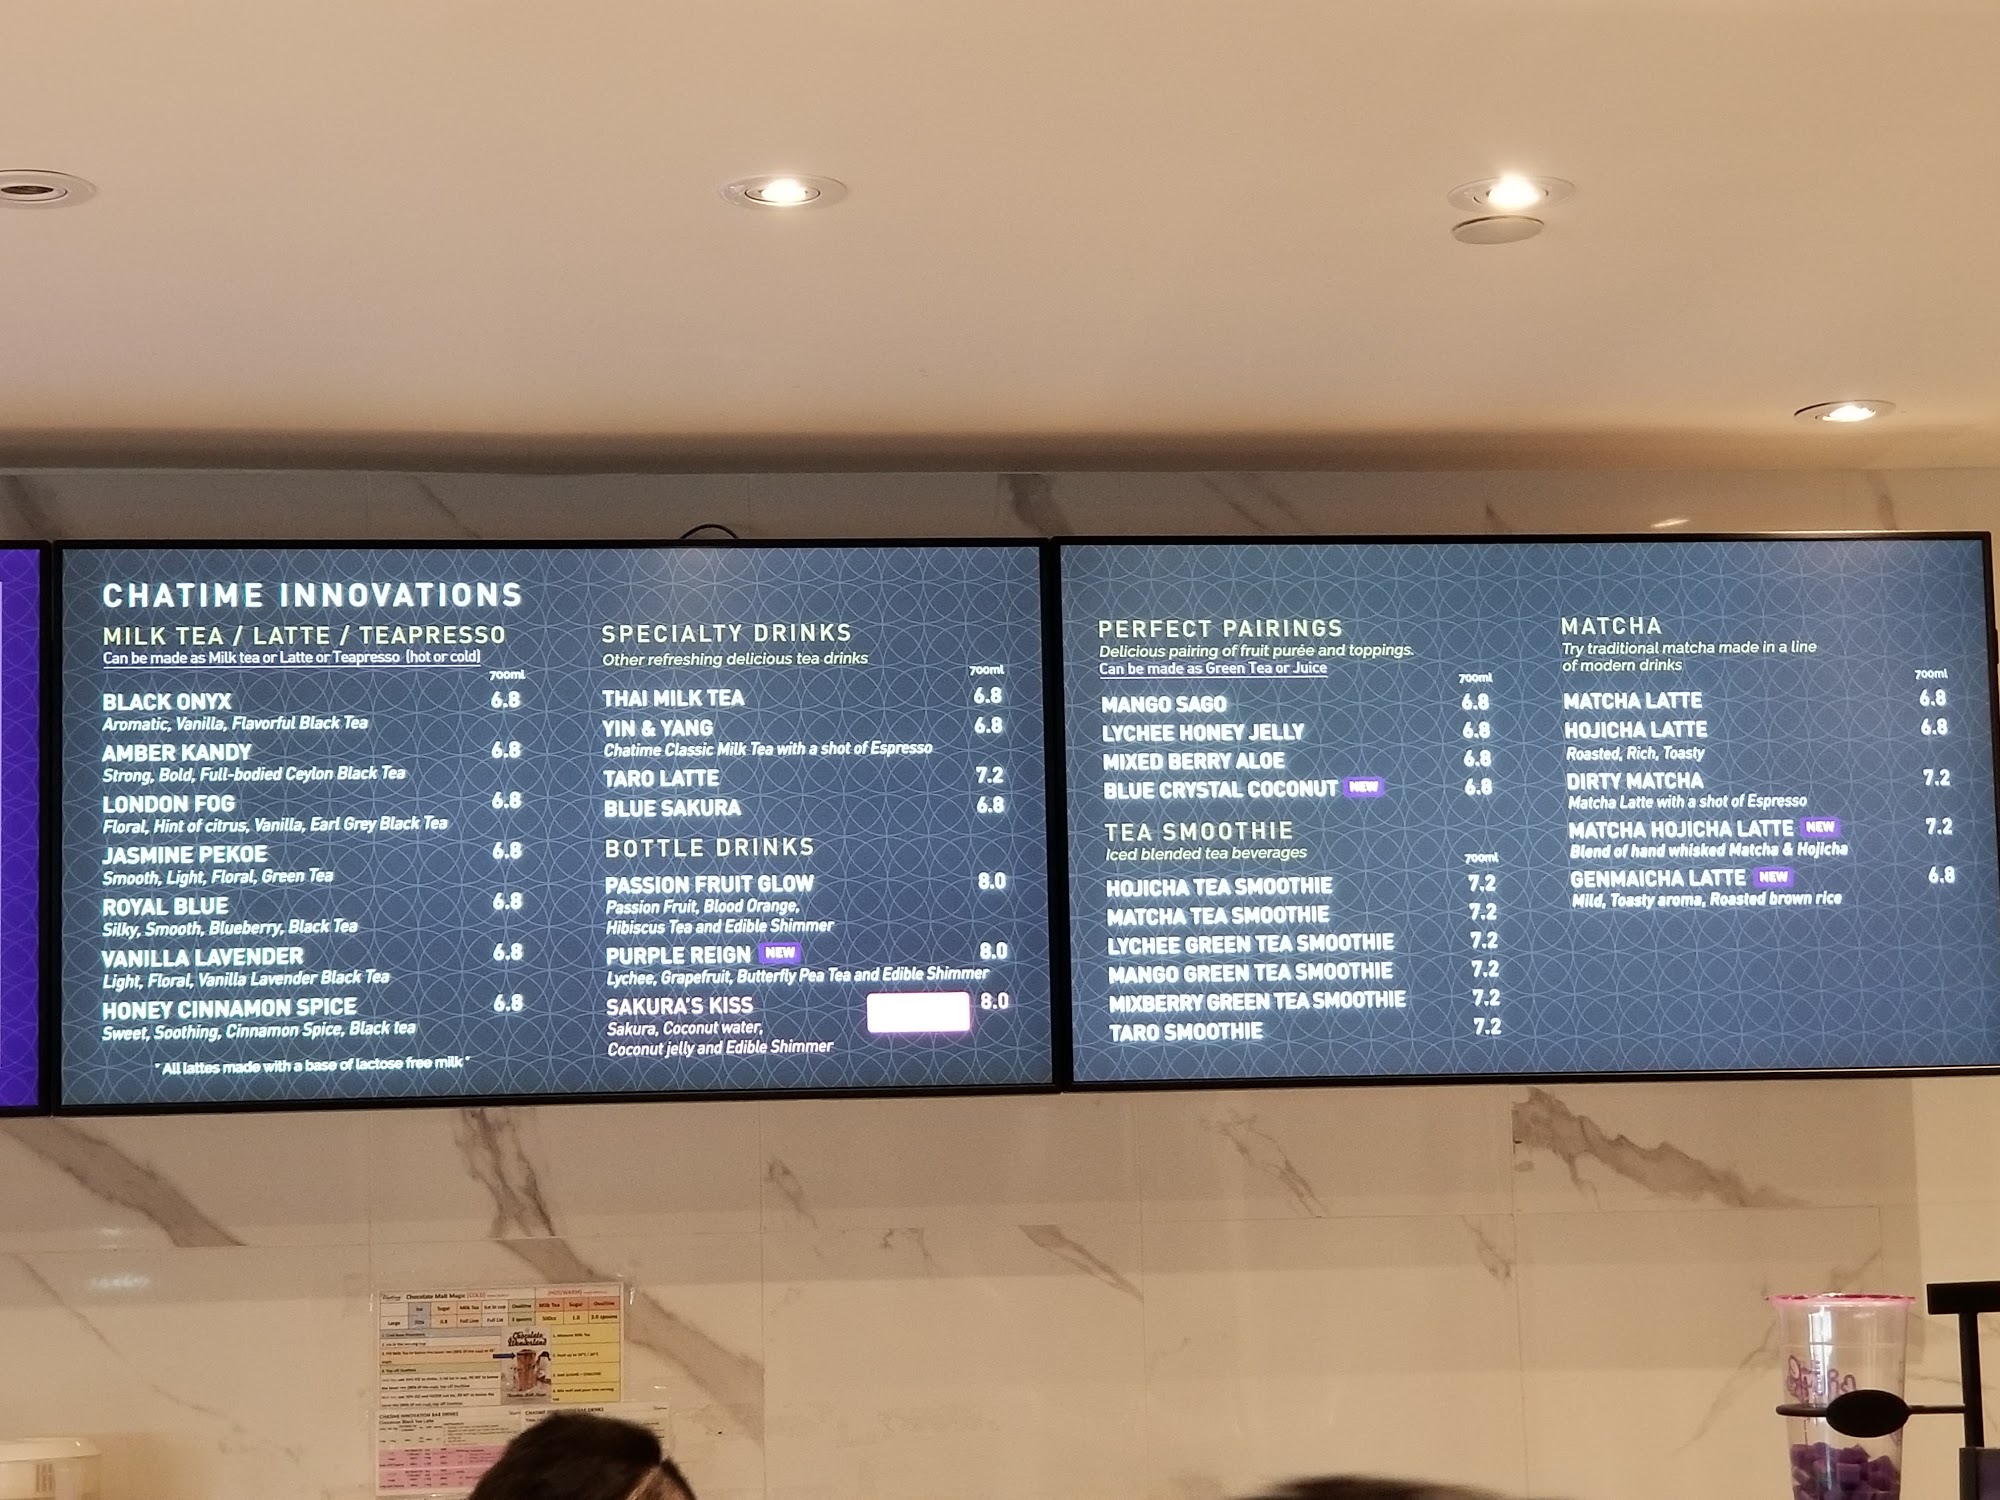 CHATIME INNOVATIONS
MILK TEA / LATTE / TEAPRESSO
Can be made as Milk tea or Latte or Teapresso (hot or cold)
700ml
BLACK ONYX 6.8
Aromatic, Vanilla, Flavorful Black Tea
AMBER KANDY 6.8
Strong, Bold, Full-bodied Ceylon Black Tea
LONDON FOG 6.8
Floral, Hint of citrus, Vanilla, Earl Grey Black Tea
JASMINE PEKOE 6.8
Smooth, Light, Floral, Green Tea
ROYAL BLUE 6.8
Silky, Smooth, Blueberry, Black Tea
VANILLA LAVENDER 6.8
Light, Floral, Vanilla Lavender Black Tea
HONEY CINNAMON SPICE 6.8
Sweet, Soothing, Cinnamon Spice, Black tea
*All lattes made with a base of lactose free milk*
SPECIALTY DRINKS
Other refreshing delicious tea drinks
700ml
THAI MILK TEA 6.8
YIN & YANG 6.8
Chatime Classic Milk Tea with a shot of Espresso
TARO LATTE 7.2
BLUE SAKURA 6.8
BOTTLE DRINKS
PASSION FRUIT GLOW 8.0
Passion Fruit, Blood Orange,
Hibiscus Tea and Edible Shimmer
PURPLE REIGN NEW 8.0
Lychee, Grapefruit, Butterfly Pea Tea and Edible Shimmer
SAKURA'S KISS 8.0
Sakura, Coconut water,
Coconut jelly and Edible Shimmer
PERFECT PAIRINGS
Delicious pairing of fruit purée and toppings.
Can be made as Green Tea or Juice
700ml
MANGO SAGO 6.8
LYCHEE HONEY JELLY 6.8
MIXED BERRY ALOE 6.8
BLUE CRYSTAL COCONUT NEW 6.8
TEA SMOOTHIE
Iced blended tea beverages
700ml
HOJICHA TEA SMOOTHIE 7.2
MATCHA TEA SMOOTHIE 7.2
LYCHEE GREEN TEA SMOOTHIE 7.2
MANGO GREEN TEA SMOOTHIE 7.2
MIXBERRY GREEN TEA SMOOTHIE 7.2
TARO SMOOTHIE 7.2
MATCHA
Try traditional matcha made in a line
of modern drinks
700ml
MATCHA LATTE 6.8
HOJICHA LATTE 6.8
Roasted, Rich, Toasty
DIRTY MATCHA 7.2
Matcha Latte with a shot of Espresso
MATCHA HOJICHA LATTE NEW 7.2
Blend of hand whisked Matcha & Hojicha
GENMAICHA LATTE NEW 6.8
Mild, Toasty aroma, Roasted brown rice
Chocolate Malt Magic (COLD)